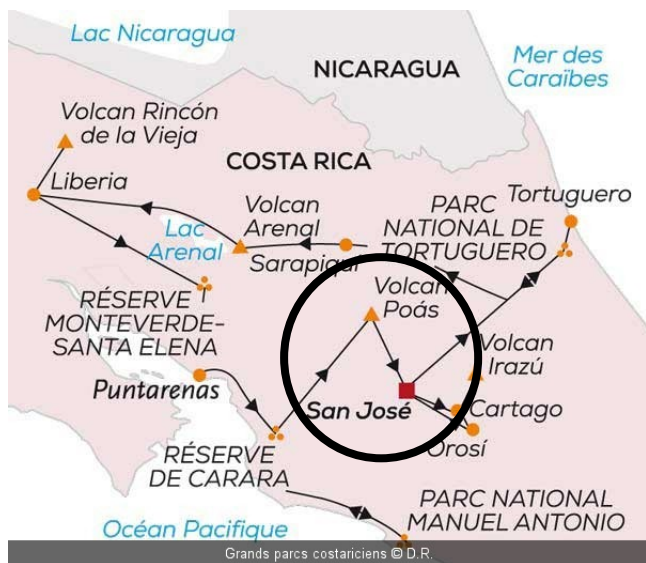 Lac Nicaragua
NICARAGUA
Mer des
Caraïbes
Volcan Rincón
de la Vieja
COSTA RICA
Liberia
Volcan
Arenal
Lac
Arenal
Sarapiqui
PARC
NATIONAL DE
TORTUGUERO
Tortuguero
RÉSERVE
MONTEVERDE-
SANTA ELENA
Volcan
Poás
Volcan
Irazú
Puntarenas
San José
Cartago
Orosí
RÉSERVE
DE CARARA
PARC NATIONAL
MANUEL ANTONIO
Océan Pacifique
Grands parcs costariciens © D.R.